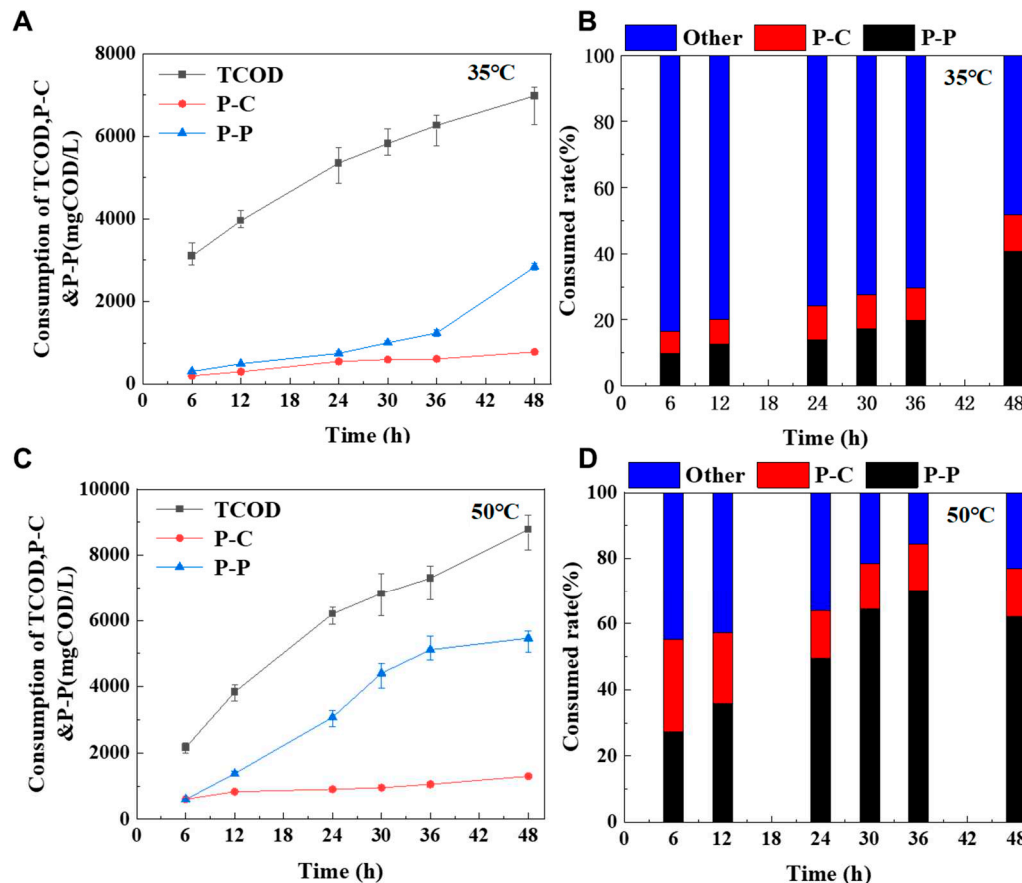 A
8000
6000
4000
2000
0
TCOD
P-C
P-P
35℃
Consumption of TCOD,P-C
&P-P(mgCOD/L)
0 6 12 18 24 30 36 42 48
Time (h)
B
Other P-C P-P
100
80
60
40
20
0
35℃
Consumed rate(%)
0 6 12 18 24 30 36 42 48
Time (h)
C
10000
8000
6000
4000
2000
0
TCOD
P-C
P-P
50℃
Consumption of TCOD,P-C
&P-P(mgCOD/L)
0 6 12 18 24 30 36 42 48
Time (h)
D
Other P-C P-P
100
80
60
40
20
0
50℃
Consumed rate(%)
0 6 12 18 24 30 36 42 48
Time (h)